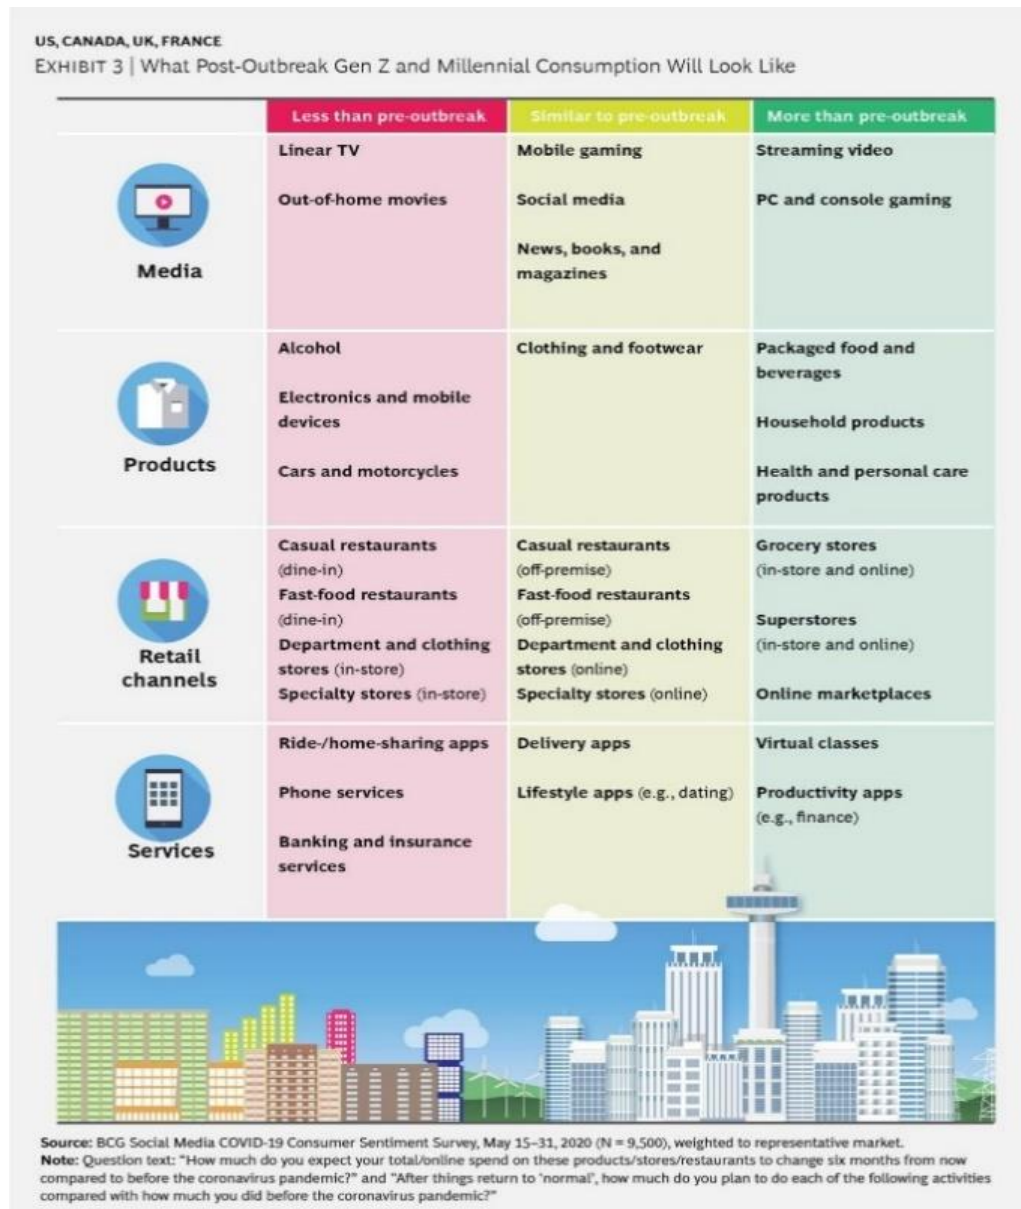 US, CANADA, UK, FRANCE
EXHIBIT 3 | What Post-Outbreak Gen Z and Millennial Consumption Will Look Like
Less than pre-outbreak
Similar to pre-outbreak
More than pre-outbreak
Media
Linear TV
Out-of-home movies
Mobile gaming
Social media
News, books, and
magazines
Streaming video
PC and console gaming
Products
Alcohol
Electronics and mobile
devices
Cars and motorcycles
Clothing and footwear
Packaged food and
beverages
Household products
Health and personal care
products
Retail
channels
Casual restaurants
(dine-in)
Fast-food restaurants
(dine-in)
Department and clothing
stores (in-store)
Specialty stores (in-store)
Casual restaurants
(off-premise)
Fast-food restaurants
(off-premise)
Department and clothing
stores (online)
Specialty stores (online)
Grocery stores
(in-store and online)
Superstores
(in-store and online)
Online marketplaces
Services
Ride-/home-sharing apps
Phone services
Banking and insurance
services
Delivery apps
Lifestyle apps (e.g., dating)
Virtual classes
Productivity apps
(e.g., finance)
Source: BCG Social Media COVID-19 Consumer Sentiment Survey, May 15–31, 2020 (N = 9,500), weighted to representative market.
Note: Question text: "How much do you expect your total/online spend on these products/stores/restaurants to change six months from now
compared to before the coronavirus pandemic?" and "After things return to 'normal', how much do you plan to do each of the following activities
compared with how much you did before the coronavirus pandemic?"